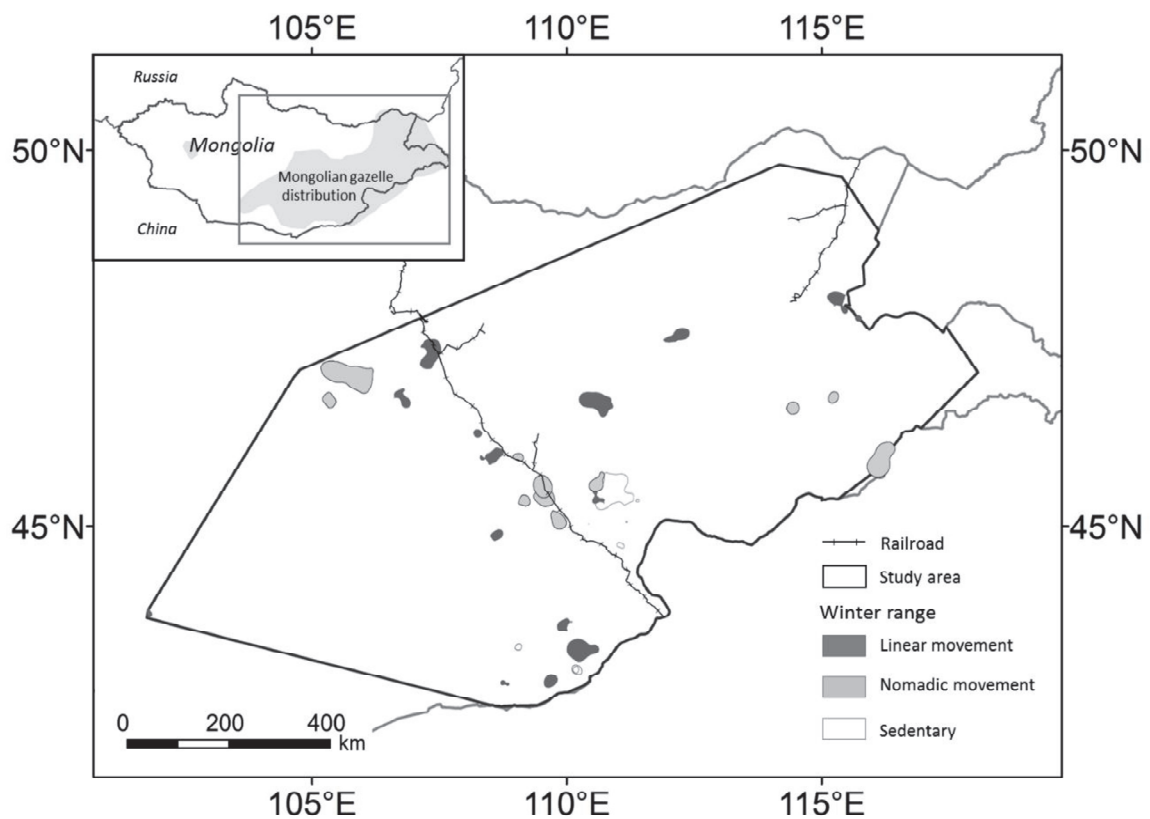 105°E 110°E 115°E
Russia
Mongolia
Mongolian gazelle
distribution
China
50°N 50°N
45°N 45°N
Railroad
Study area
Winter range
Linear movement
Nomadic movement
Sedentary
0 200 400
km
105°E 110°E 115°E